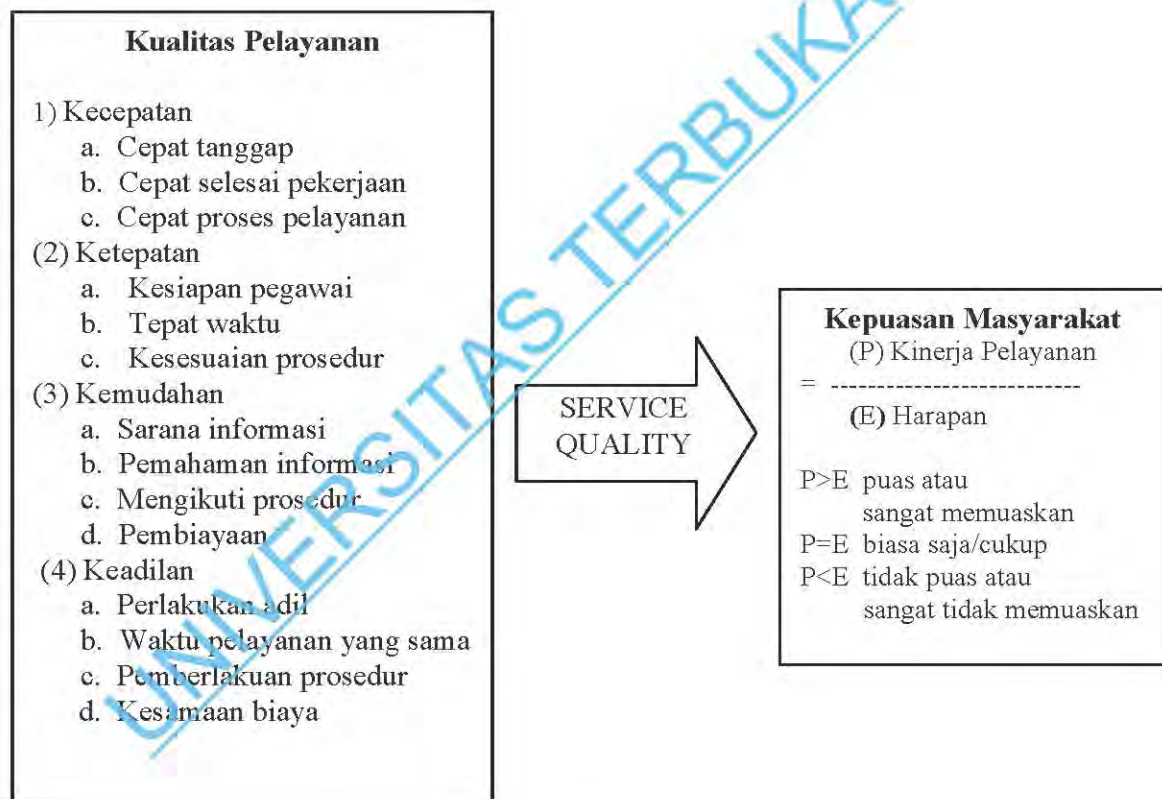 Kualitas Pelayanan
1) Kecepatan
a. Cepat tanggap
b. Cepat selesai pekerjaan
c. Cepat proses pelayanan
(2) Ketepatan
a. Kesiapan pegawai
b. Tepat waktu
c. Kesesuaian prosedur
(3) Kemudahan
a. Sarana informasi
b. Pemahaman informasi
c. Mengikuti prosedur
d. Pembiayaan
(4) Keadilan
a. Perlakukan adil
b. Waktu pelayanan yang sama
c. Pemberlakuan prosedur
d. Kesamaan biaya
SERVICE
QUALITY
Kepuasan Masyarakat
(P) Kinerja Pelayanan
= ---------------------------
(E) Harapan
P>E puas atau
sangat memuaskan
P=E biasa saja/cukup
P<E tidak puas atau
sangat tidak memuaskan
UNIVERSITAS TERBUKA